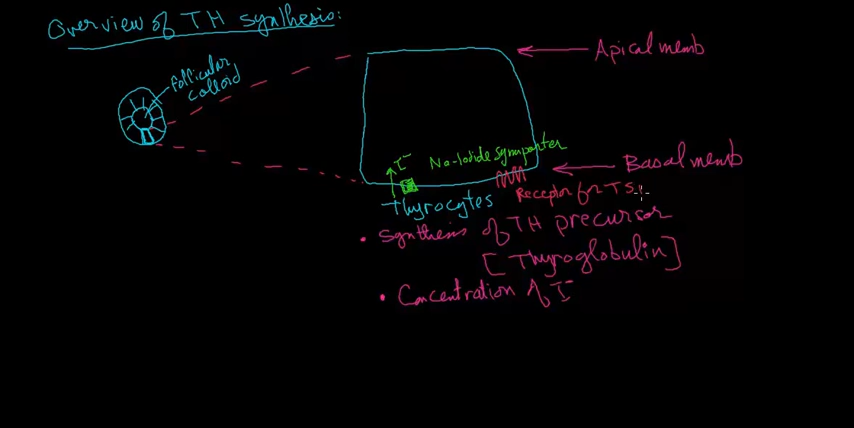 Overview of TH synthesis:
follicular
colloid
Apical memb
I⁻ Na-Iodide symporter
Basal memb
Receptor for TS
Thyrocytes
• Synthesis of TH precursor
[Thyroglobulin]
• Concentration of I⁻